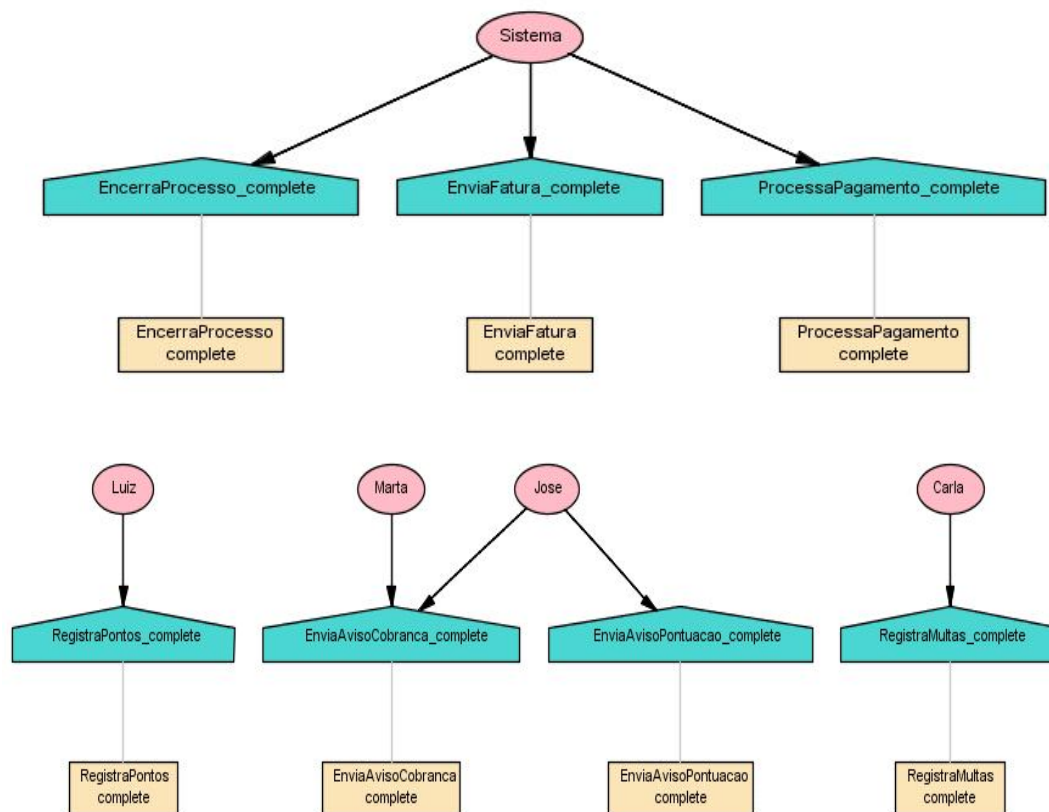 Sistema
EncerraProcesso_complete
EnviaFatura_complete
ProcessaPagamento_complete
EncerraProcesso
complete
EnviaFatura
complete
ProcessaPagamento
complete
Luiz
Marta
Jose
Carla
RegistraPontos_complete
EnviaAvisoCobranca_complete
EnviaAvisoPontuacao_complete
RegistraMultas_complete
RegistraPontos
complete
EnviaAvisoCobranca
complete
EnviaAvisoPontuacao
complete
RegistraMultas
complete